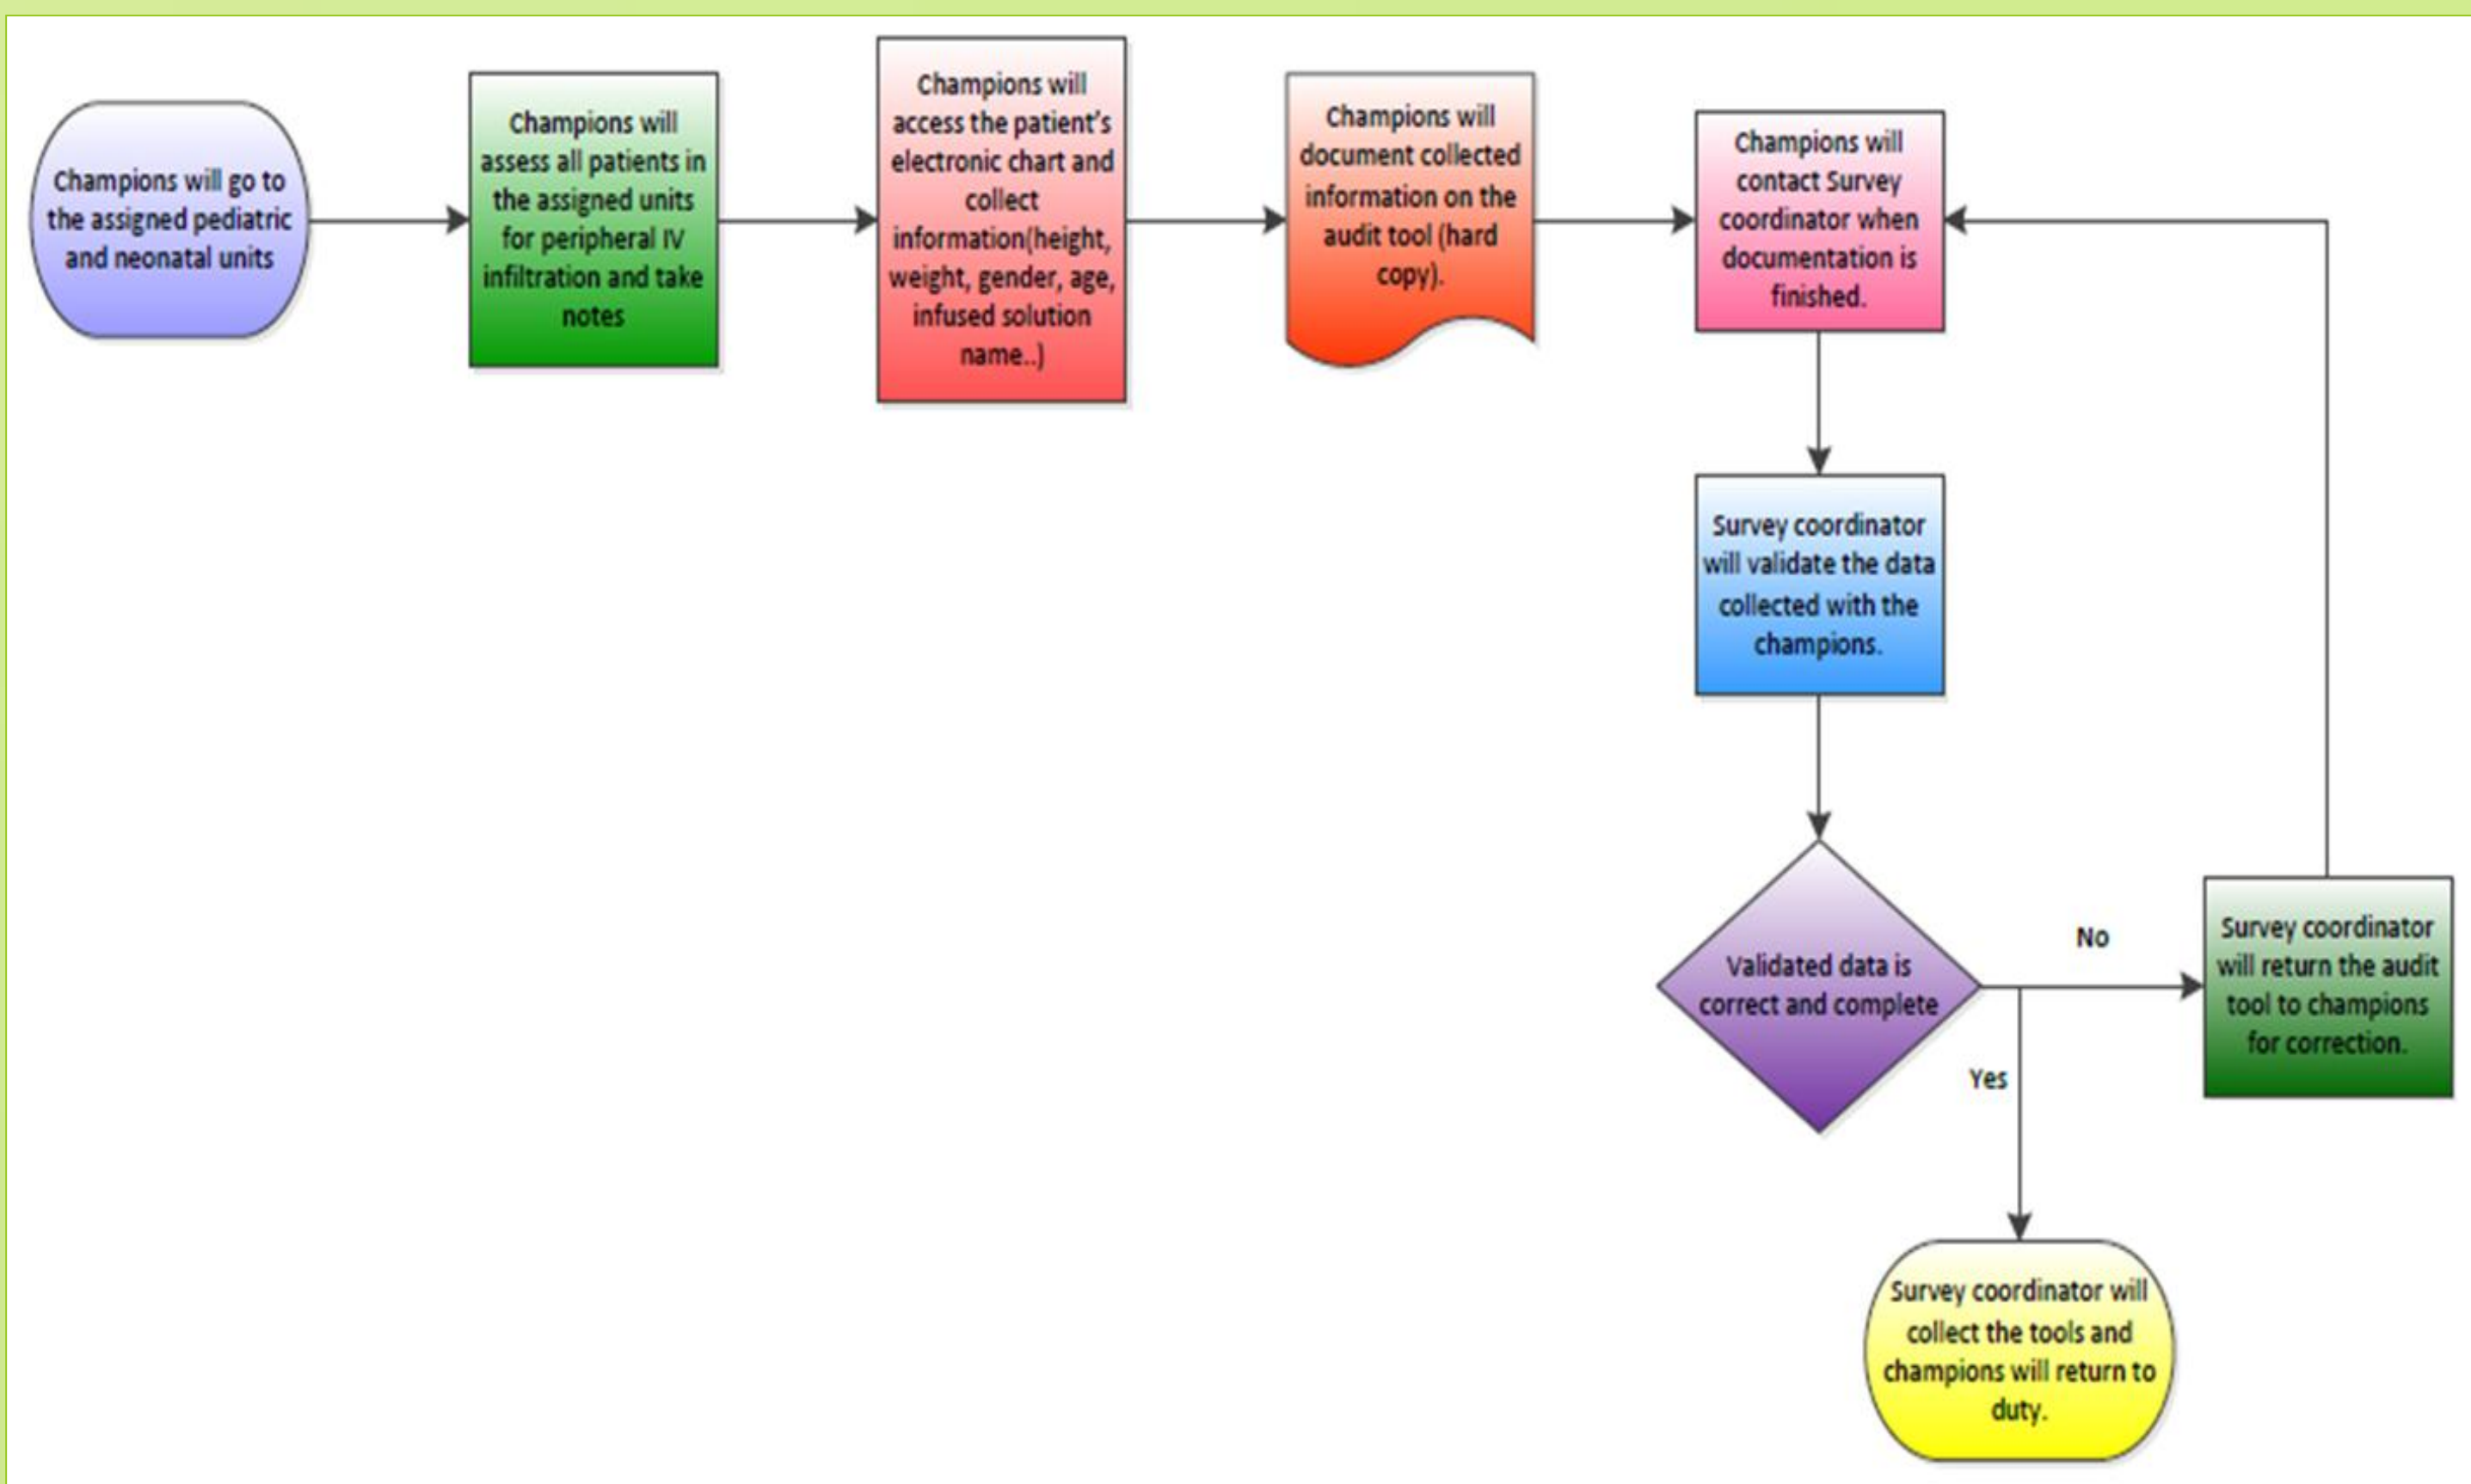 Champions will go to
the assigned pediatric
and neonatal units
Champions will
assess all patients in
the assigned units
for peripheral IV
infiltration and take
notes
Champions will
access the patient's
electronic chart and
collect
information(height,
weight, gender, age,
infused solution
name..)
Champions will
document collected
information on the
audit tool (hard
copy).
Champions will
contact Survey
coordinator when
documentation is
finished.
Survey coordinator
will validate the data
collected with the
champions.
Validated data is
correct and complete
No
Survey coordinator
will return the audit
tool to champions
for correction.
Yes
Survey coordinator will
collect the tools and
champions will return to
duty.